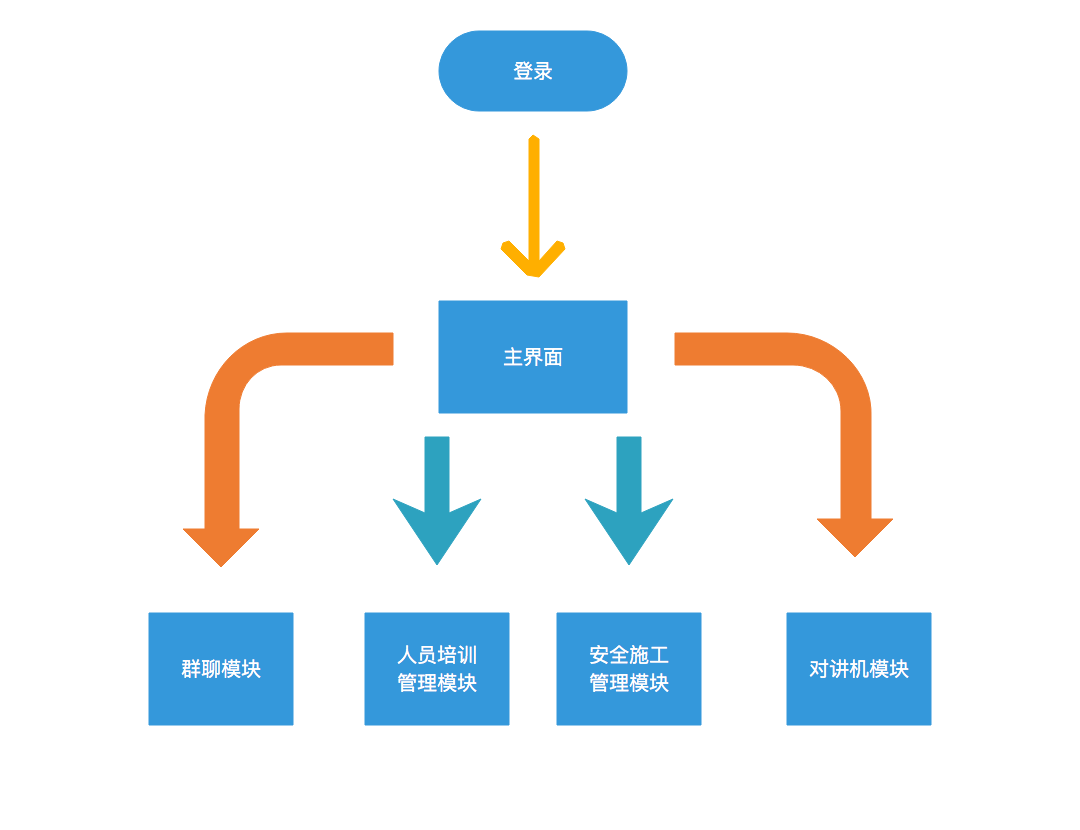 登录
主界面
群聊模块
人员培训
管理模块
安全施工
管理模块
对讲机模块